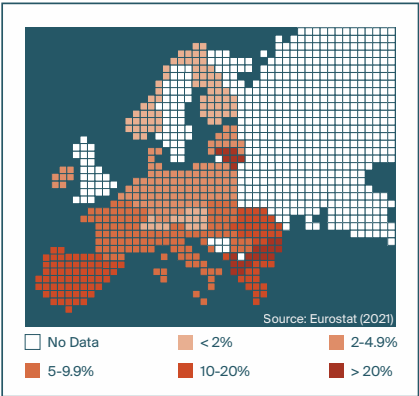 Source: Eurostat (2021)
No Data
< 2%
2-4.9%
5-9.9%
10-20%
> 20%